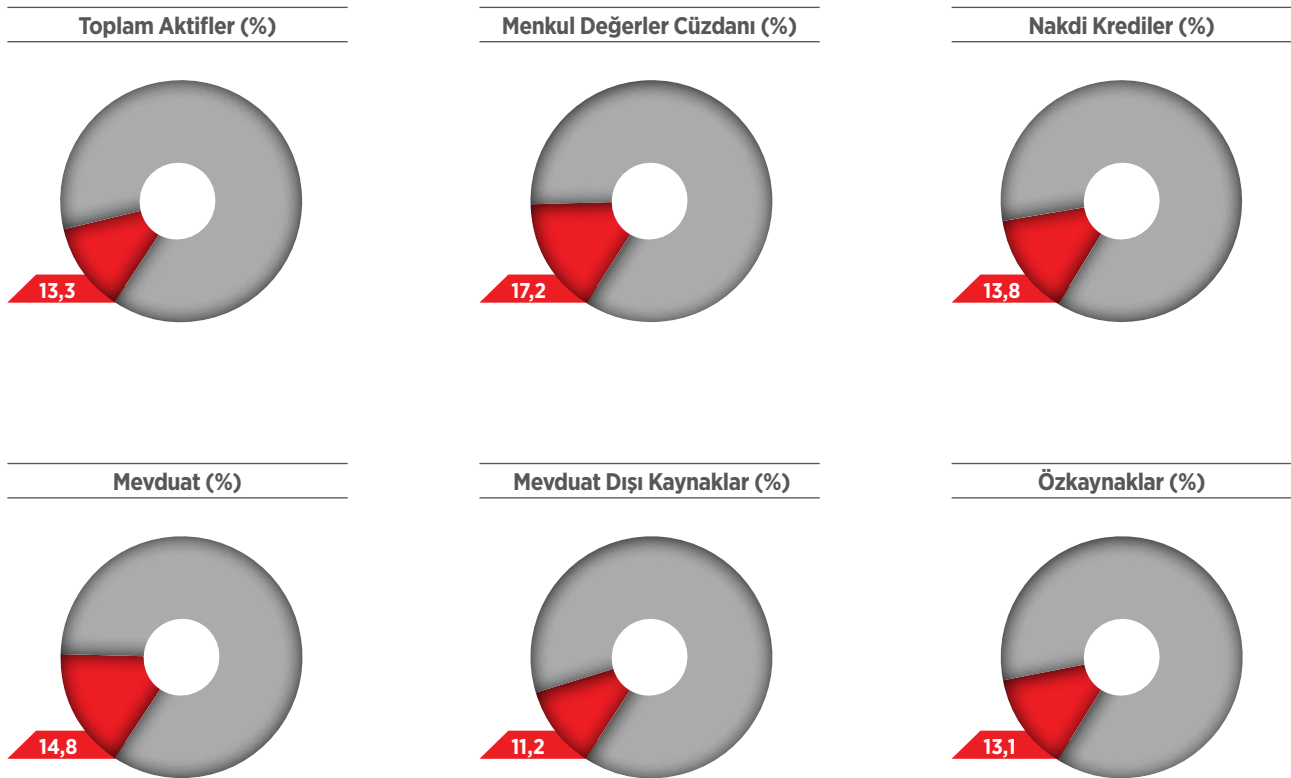 Toplam Aktifler (%)
Menkul Değerler Cüzdanı (%)
Nakdi Krediler (%)
13,3
17,2
13,8
Mevduat (%)
Mevduat Dışı Kaynaklar (%)
Özkaynaklar (%)
14,8
11,2
13,1